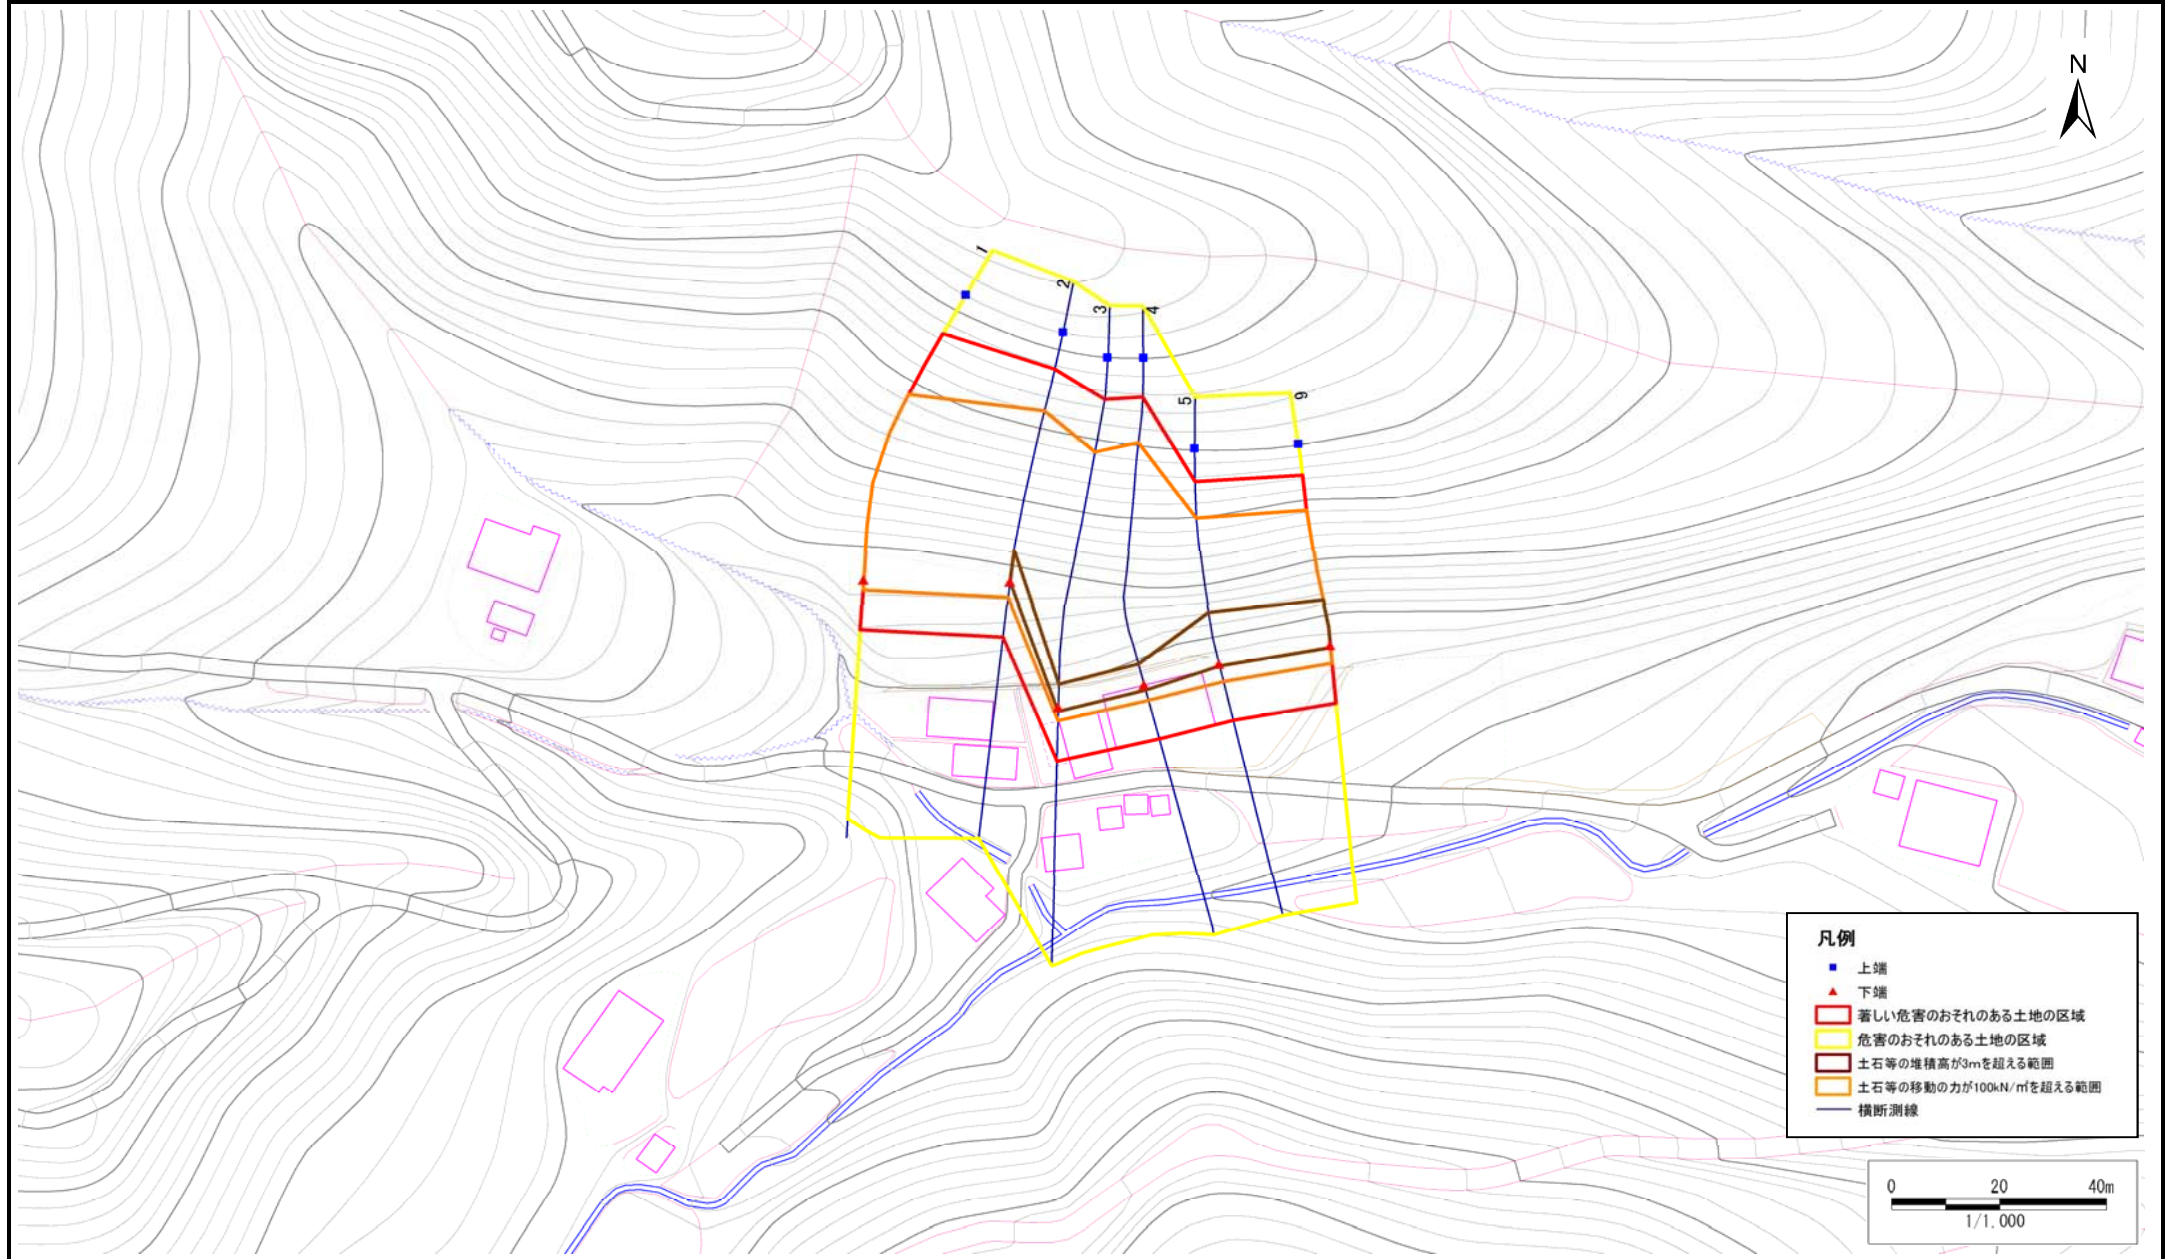 N
1
2
3
4
5
6
凡例
上端
下端
著しい危害のおそれのある土地の区域
危害のおそれのある土地の区域
土石等の堆積高が3mを超える範囲
土石等の移動の力が100kN/㎡を超える範囲
横断測線
0 20 40m
1/1,000